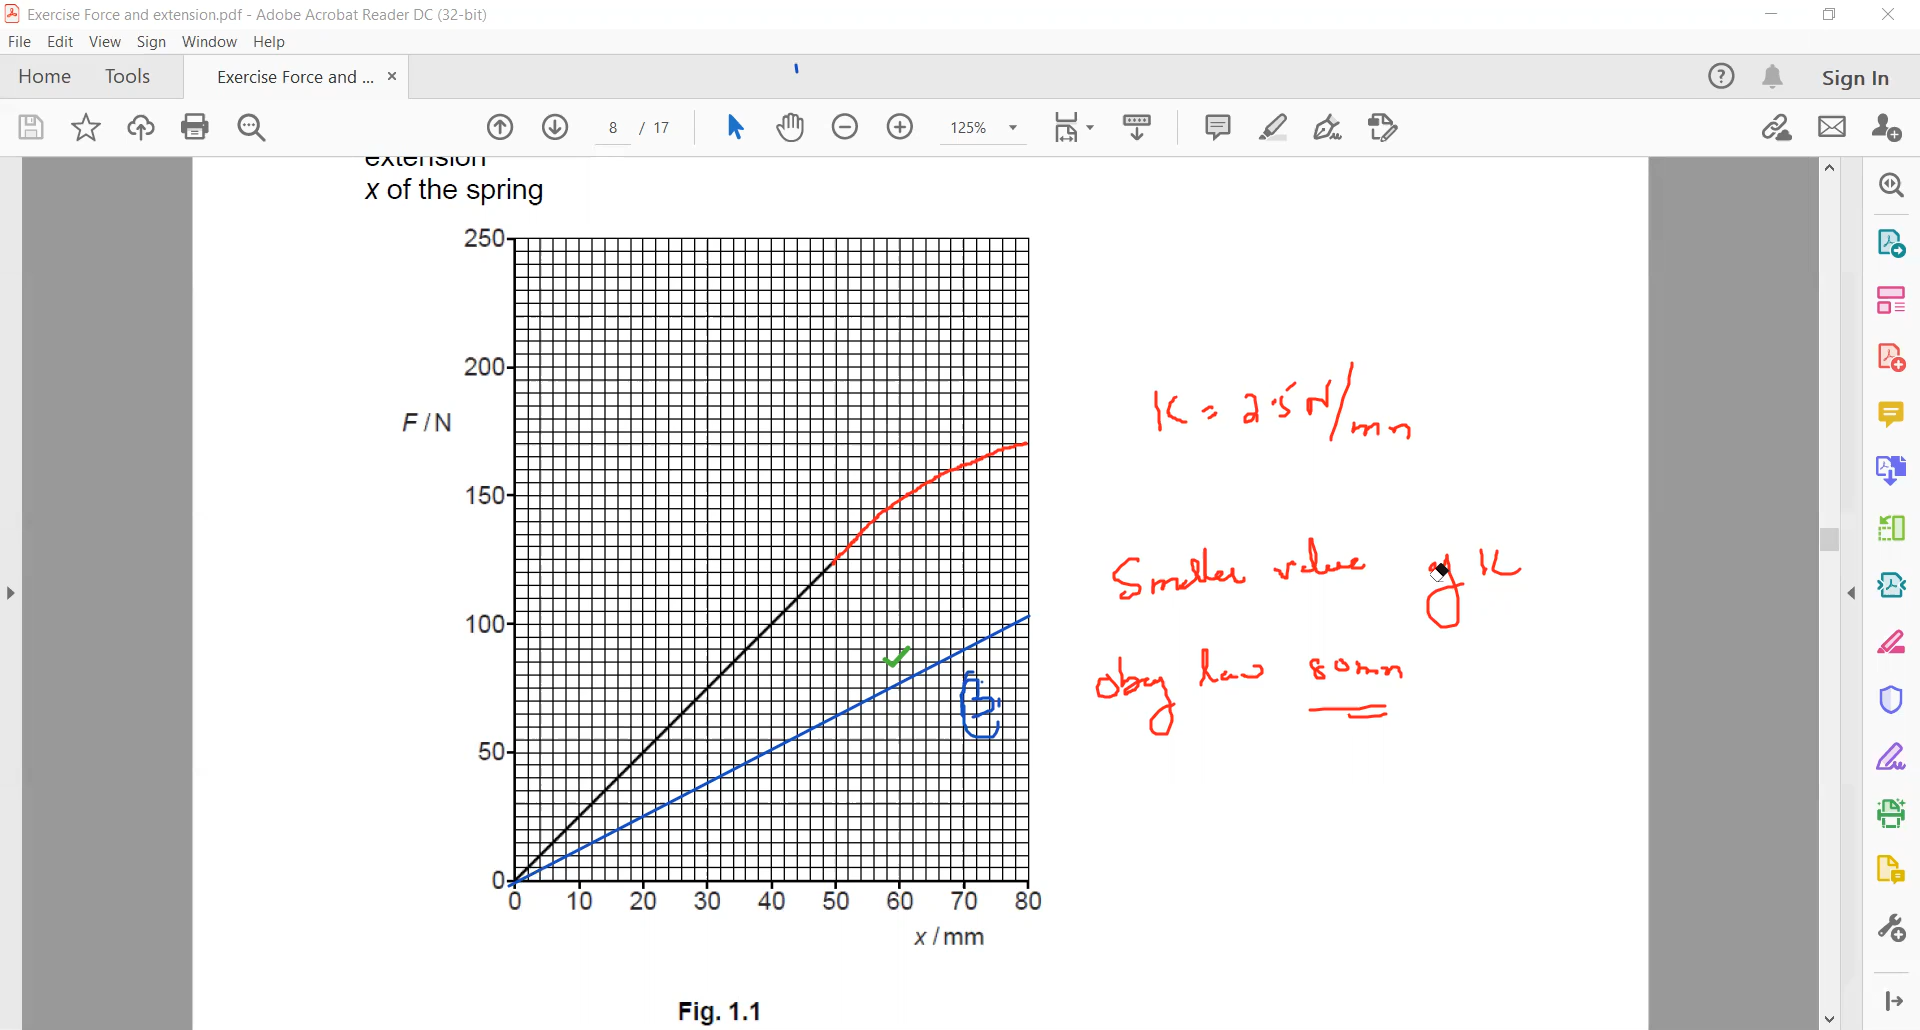 Exercise Force and extension.pdf - Adobe Acrobat Reader DC (32-bit)
File Edit View Sign Window Help
Home Tools Exercise Force and ... × Sign In
8 / 17 125%
extension
x of the spring
250
200
F / N
150
100
50
0
0 10 20 30 40 50 60 70 80
x / mm
Fig. 1.1
K = 2.5 N/mm
Smaller value of K
obey law 80mm
B